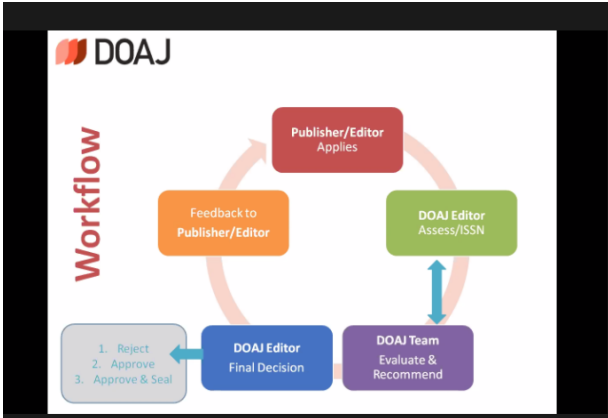 DOAJ
Workflow
Publisher/Editor
Applies
DOAJ Editor
Assess/ISSN
DOAJ Team
Evaluate &
Recommend
DOAJ Editor
Final Decision
1. Reject
2. Approve
3. Approve & Seal
Feedback to
Publisher/Editor